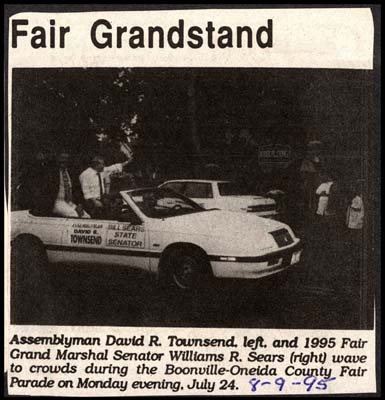 Fair Grandstand
ASSEMBLYMAN
DAVID R.
TOWNSEND
BILL SEARS
STATE
SENATOR
Assemblyman David R. Townsend, left, and 1995 Fair
Grand Marshal Senator Williams R. Sears (right) wave
to crowds during the Boonville-Oneida County Fair
Parade on Monday evening, July 24. 8-9-95